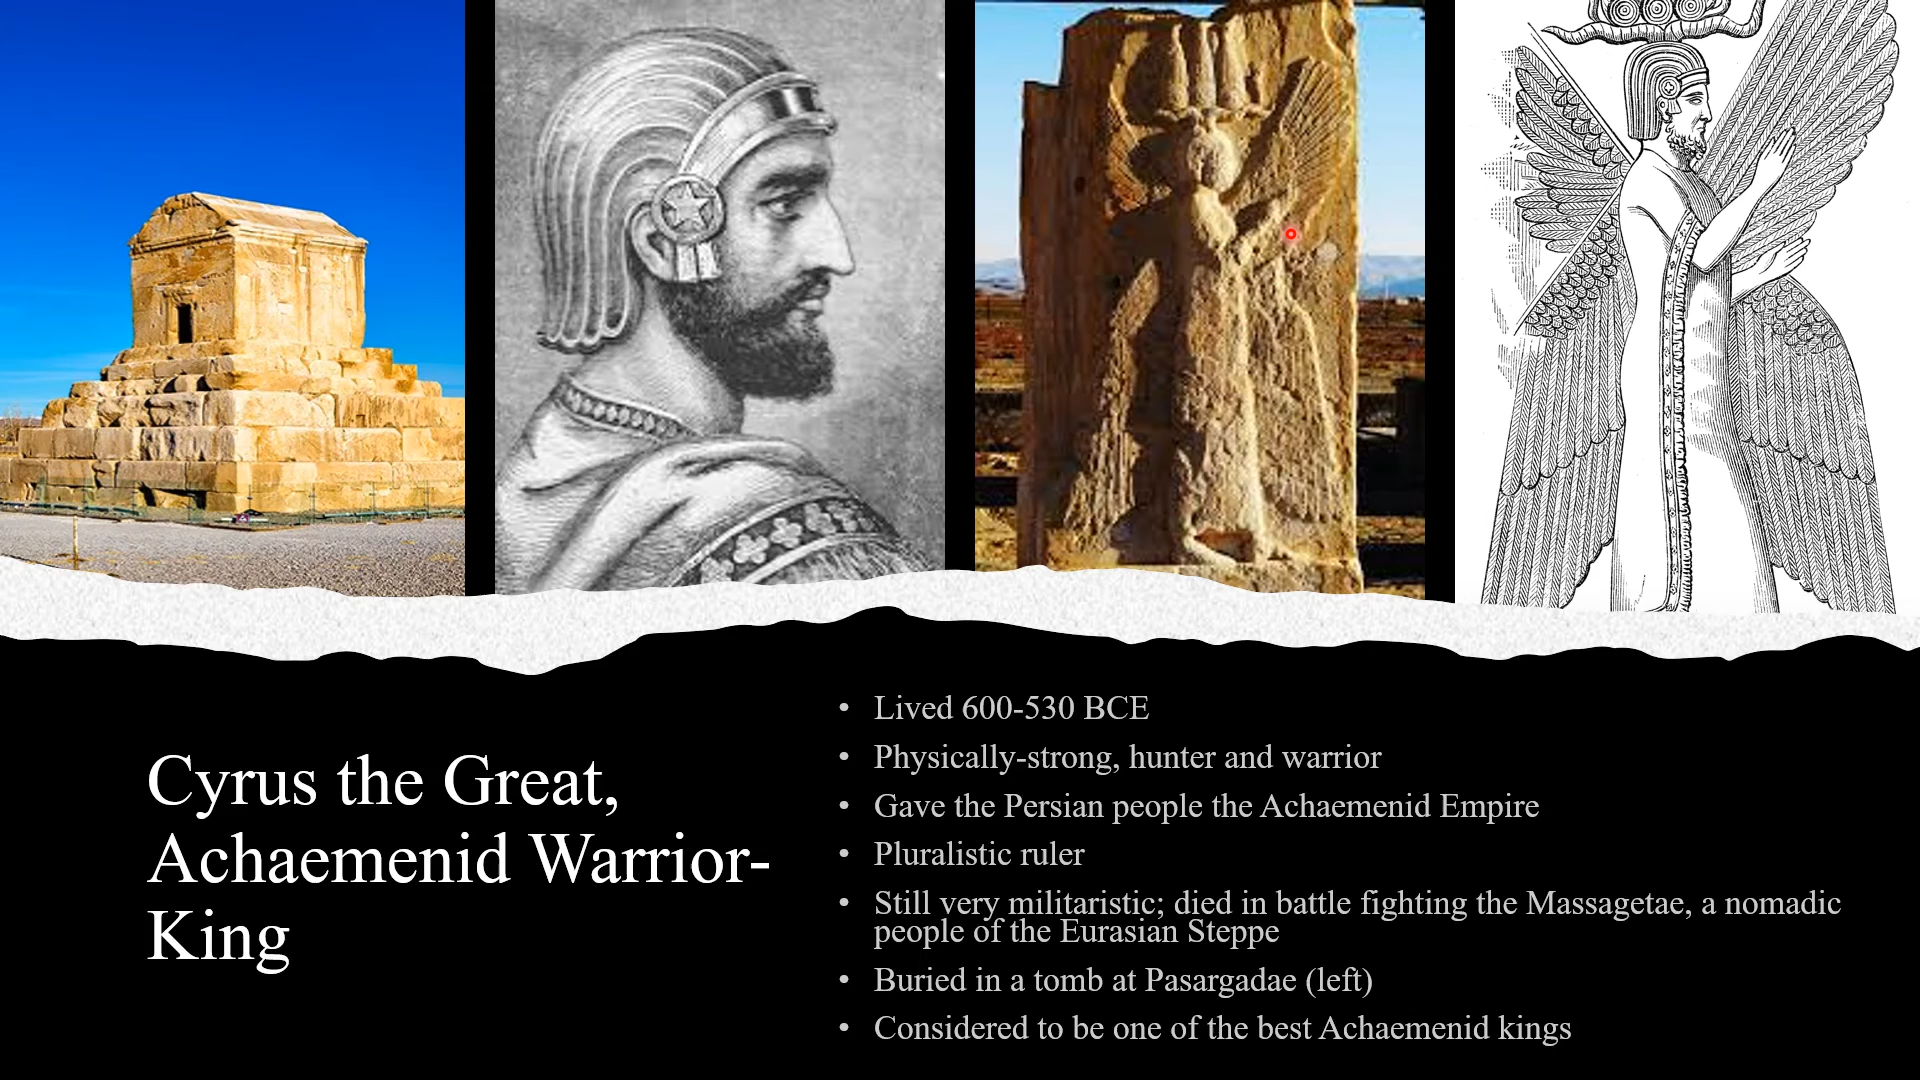 Cyrus the Great,
Achaemenid Warrior-
King
• Lived 600-530 BCE
• Physically-strong, hunter and warrior
• Gave the Persian people the Achaemenid Empire
• Pluralistic ruler
• Still very militaristic; died in battle fighting the Massagetae, a nomadic
people of the Eurasian Steppe
• Buried in a tomb at Pasargadae (left)
• Considered to be one of the best Achaemenid kings